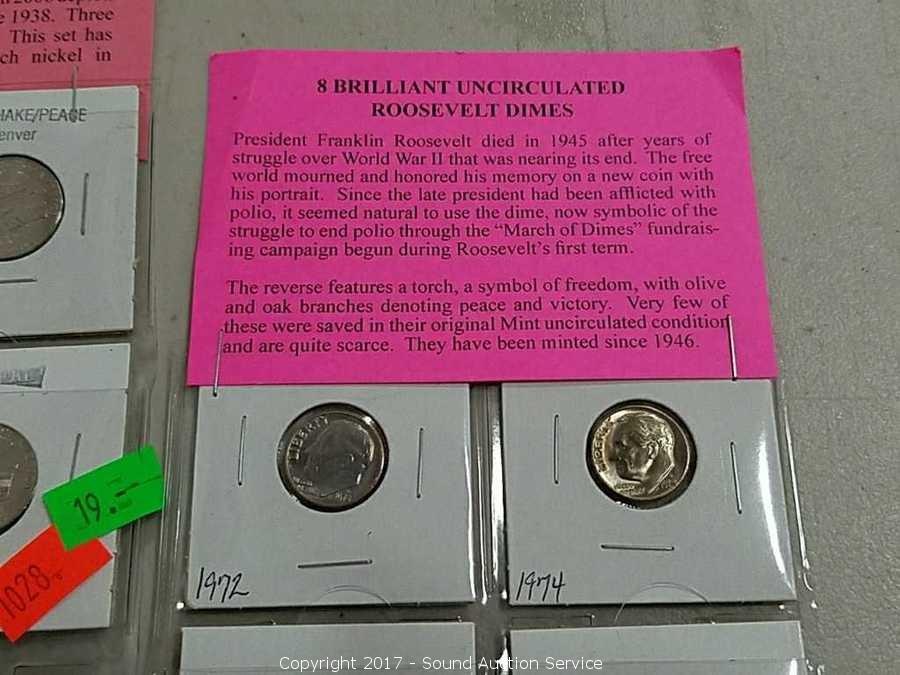 e 1938. Three
This set has
ch nickel in
HAKE/PEACE
enver
8 BRILLIANT UNCIRCULATED
ROOSEVELT DIMES
President Franklin Roosevelt died in 1945 after years of
struggle over World War II that was nearing its end. The free
world mourned and honored his memory on a new coin with
his portrait. Since the late president had been afflicted with
polio, it seemed natural to use the dime, now symbolic of the
struggle to end polio through the “March of Dimes” fundrais-
ing campaign begun during Roosevelt’s first term.
The reverse features a torch, a symbol of freedom, with olive
and oak branches denoting peace and victory. Very few of
these were saved in their original Mint uncirculated condition
and are quite scarce. They have been minted since 1946.
LIBERTY
LIBERTY
19.
1028
1972
1974
Copyright 2017 - Sound Auction Service